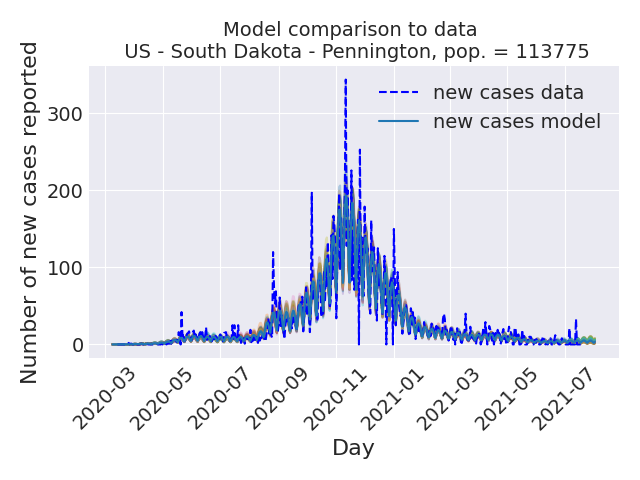 Model comparison to data
US - South Dakota - Pennington, pop. = 113775
new cases data
new cases model
Number of new cases reported
300
200
100
0
2020-03
2020-05
2020-07
2020-09
2020-11
2021-01
2021-03
2021-05
2021-07
Day